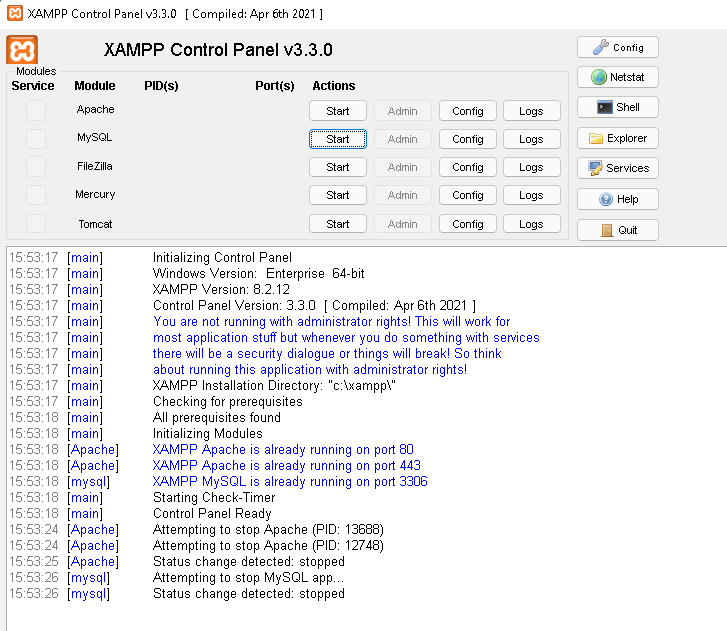 XAMPP Control Panel v3.3.0 [ Compiled: Apr 6th 2021 ]
XAMPP Control Panel v3.3.0
Config
Modules
Service Module PID(s) Port(s) Actions
Netstat
Apache Start Admin Config Logs
Shell
MySQL Start Admin Config Logs
Explorer
FileZilla Start Admin Config Logs
Services
Mercury Start Admin Config Logs
Help
Tomcat Start Admin Config Logs
Quit
15:53:17 [main] Initializing Control Panel
15:53:17 [main] Windows Version: Enterprise 64-bit
15:53:17 [main] XAMPP Version: 8.2.12
15:53:17 [main] Control Panel Version: 3.3.0 [ Compiled: Apr 6th 2021 ]
15:53:17 [main] You are not running with administrator rights! This will work for
15:53:17 [main] most application stuff but whenever you do something with services
15:53:17 [main] there will be a security dialogue or things will break! So think
15:53:17 [main] about running this application with administrator rights!
15:53:17 [main] XAMPP Installation Directory: "c:\xampp\"
15:53:17 [main] Checking for prerequisites
15:53:18 [main] All prerequisites found
15:53:18 [main] Initializing Modules
15:53:18 [Apache] XAMPP Apache is already running on port 80
15:53:18 [Apache] XAMPP Apache is already running on port 443
15:53:18 [mysql] XAMPP MySQL is already running on port 3306
15:53:18 [main] Starting Check-Timer
15:53:18 [main] Control Panel Ready
15:53:24 [Apache] Attempting to stop Apache (PID: 13688)
15:53:24 [Apache] Attempting to stop Apache (PID: 12748)
15:53:25 [Apache] Status change detected: stopped
15:53:26 [mysql] Attempting to stop MySQL app...
15:53:26 [mysql] Status change detected: stopped